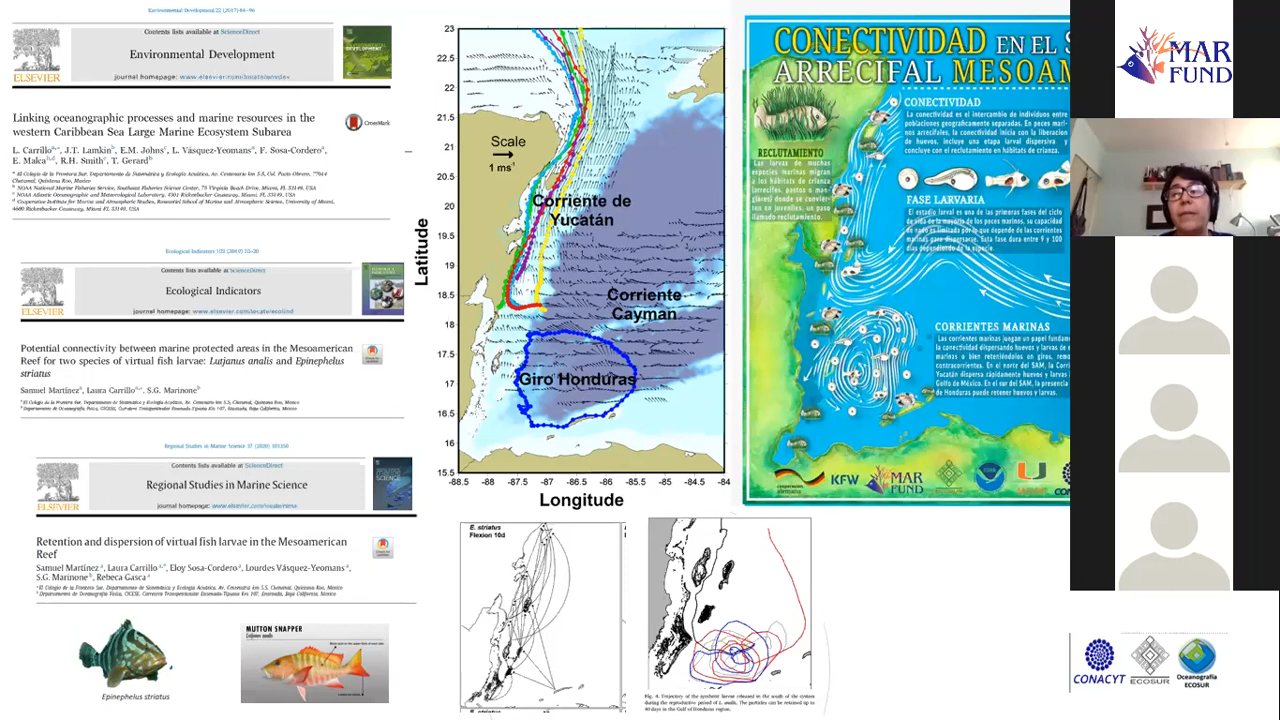 Environmental Development 22 (2017) 84–96
Contents lists available at ScienceDirect
Environmental Development
ELSEVIER
journal homepage: www.elsevier.com/locate/envdev
Linking oceanographic processes and marine resources in the
western Caribbean Sea Large Marine Ecosystem Subarea
CrossMark
L. Carrillo, J.T. Lamkin, E.M. Johns, L. Vásquez-Yeomans, F. Sosa-Cordero,
E. Malca, R.H. Smith, T. Gerard
Contents lists available at ScienceDirect
Ecological Indicators
ELSEVIER
journal homepage: www.elsevier.com/locate/ecolind
Potential connectivity between marine protected areas in the Mesoamerican
Reef for two species of virtual fish larvae: Lutjanus analis and Epinephelus
striatus
Samuel Martínez, Laura Carrillo, S.G. Marinone
Regional Studies in Marine Science 37 (2020) 101350
Contents lists available at ScienceDirect
Regional Studies in Marine Science
ELSEVIER
journal homepage: www.elsevier.com/locate/rsma
Retention and dispersion of virtual fish larvae in the Mesoamerican
Reef
Samuel Martínez, Laura Carrillo, Eloy Sosa-Cordero, Lourdes Vásquez-Yeomans,
S.G. Marinone, Rebeca Gasca
Epinephelus striatus
MUTTON SNAPPER
Lutjanus analis
Latitude
23
22.5
22
21.5
21
20.5
20
19.5
19
18.5
18
17.5
17
16.5
16
15.5
Scale
1 ms-1
Corriente de
Yucatán
Corriente
Cayman
Giro Honduras
-88.5 -88 -87.5 -87 -86.5 -86 -85.5 -85 -84.5 -84
Longitude
E. striatus
Flexion 10d
Fig. 4. Trajectory of the synthetic larvae released in the south of the system
during the reproductive period of L. analis. The particles can be retained up to
40 days in the Gulf of Honduras region.
CONECTIVIDAD EN EL S
ARRECIFAL MESOAM
CONECTIVIDAD
La conectividad es el intercambio de individuos entre
poblaciones geograficamente separadas. En peces mari-
nos arrecifales, la conectividad inicia con la liberacion
de huevos, incluye una etapa larval dispersiva y
concluye con el reclutamiento en hábitats de crianza.
RECLUTAMIENTO
Las larvas de muchas
especies marinas migran
a los hábitats de crianza
(arrecifes, pastos o man-
glares) donde se convier-
ten en juveniles, un paso
llamado reclutamiento.
FASE LARVARIA
El estadio larval es una de las primeras fases del ciclo
de vida de la mayoría de los peces marinos, su capacidad
de nado es limitada por lo que depende de las corrientes
marinas para dispersarse. Esta fase dura entre 9 y 100
días dependiendo de la especie.
CORRIENTES MARINAS
Las corrientes marinas juegan un papel fundam
la conectividad dispersando huevos y larvas de
marinas o bien reteniéndolos en giros, rem
contracorrientes. En el norte del SAM, la Corri
Yucatán dispersa rápidamente huevos y larvas
Golfo de México. En el sur del SAM, la presencia
de Honduras puede retener huevos y larvas.
cooperación
alemana
KFW
MAR
FUND
U
MAR
FUND
CONACYT
ECOSUR
Oceanografía
ECOSUR